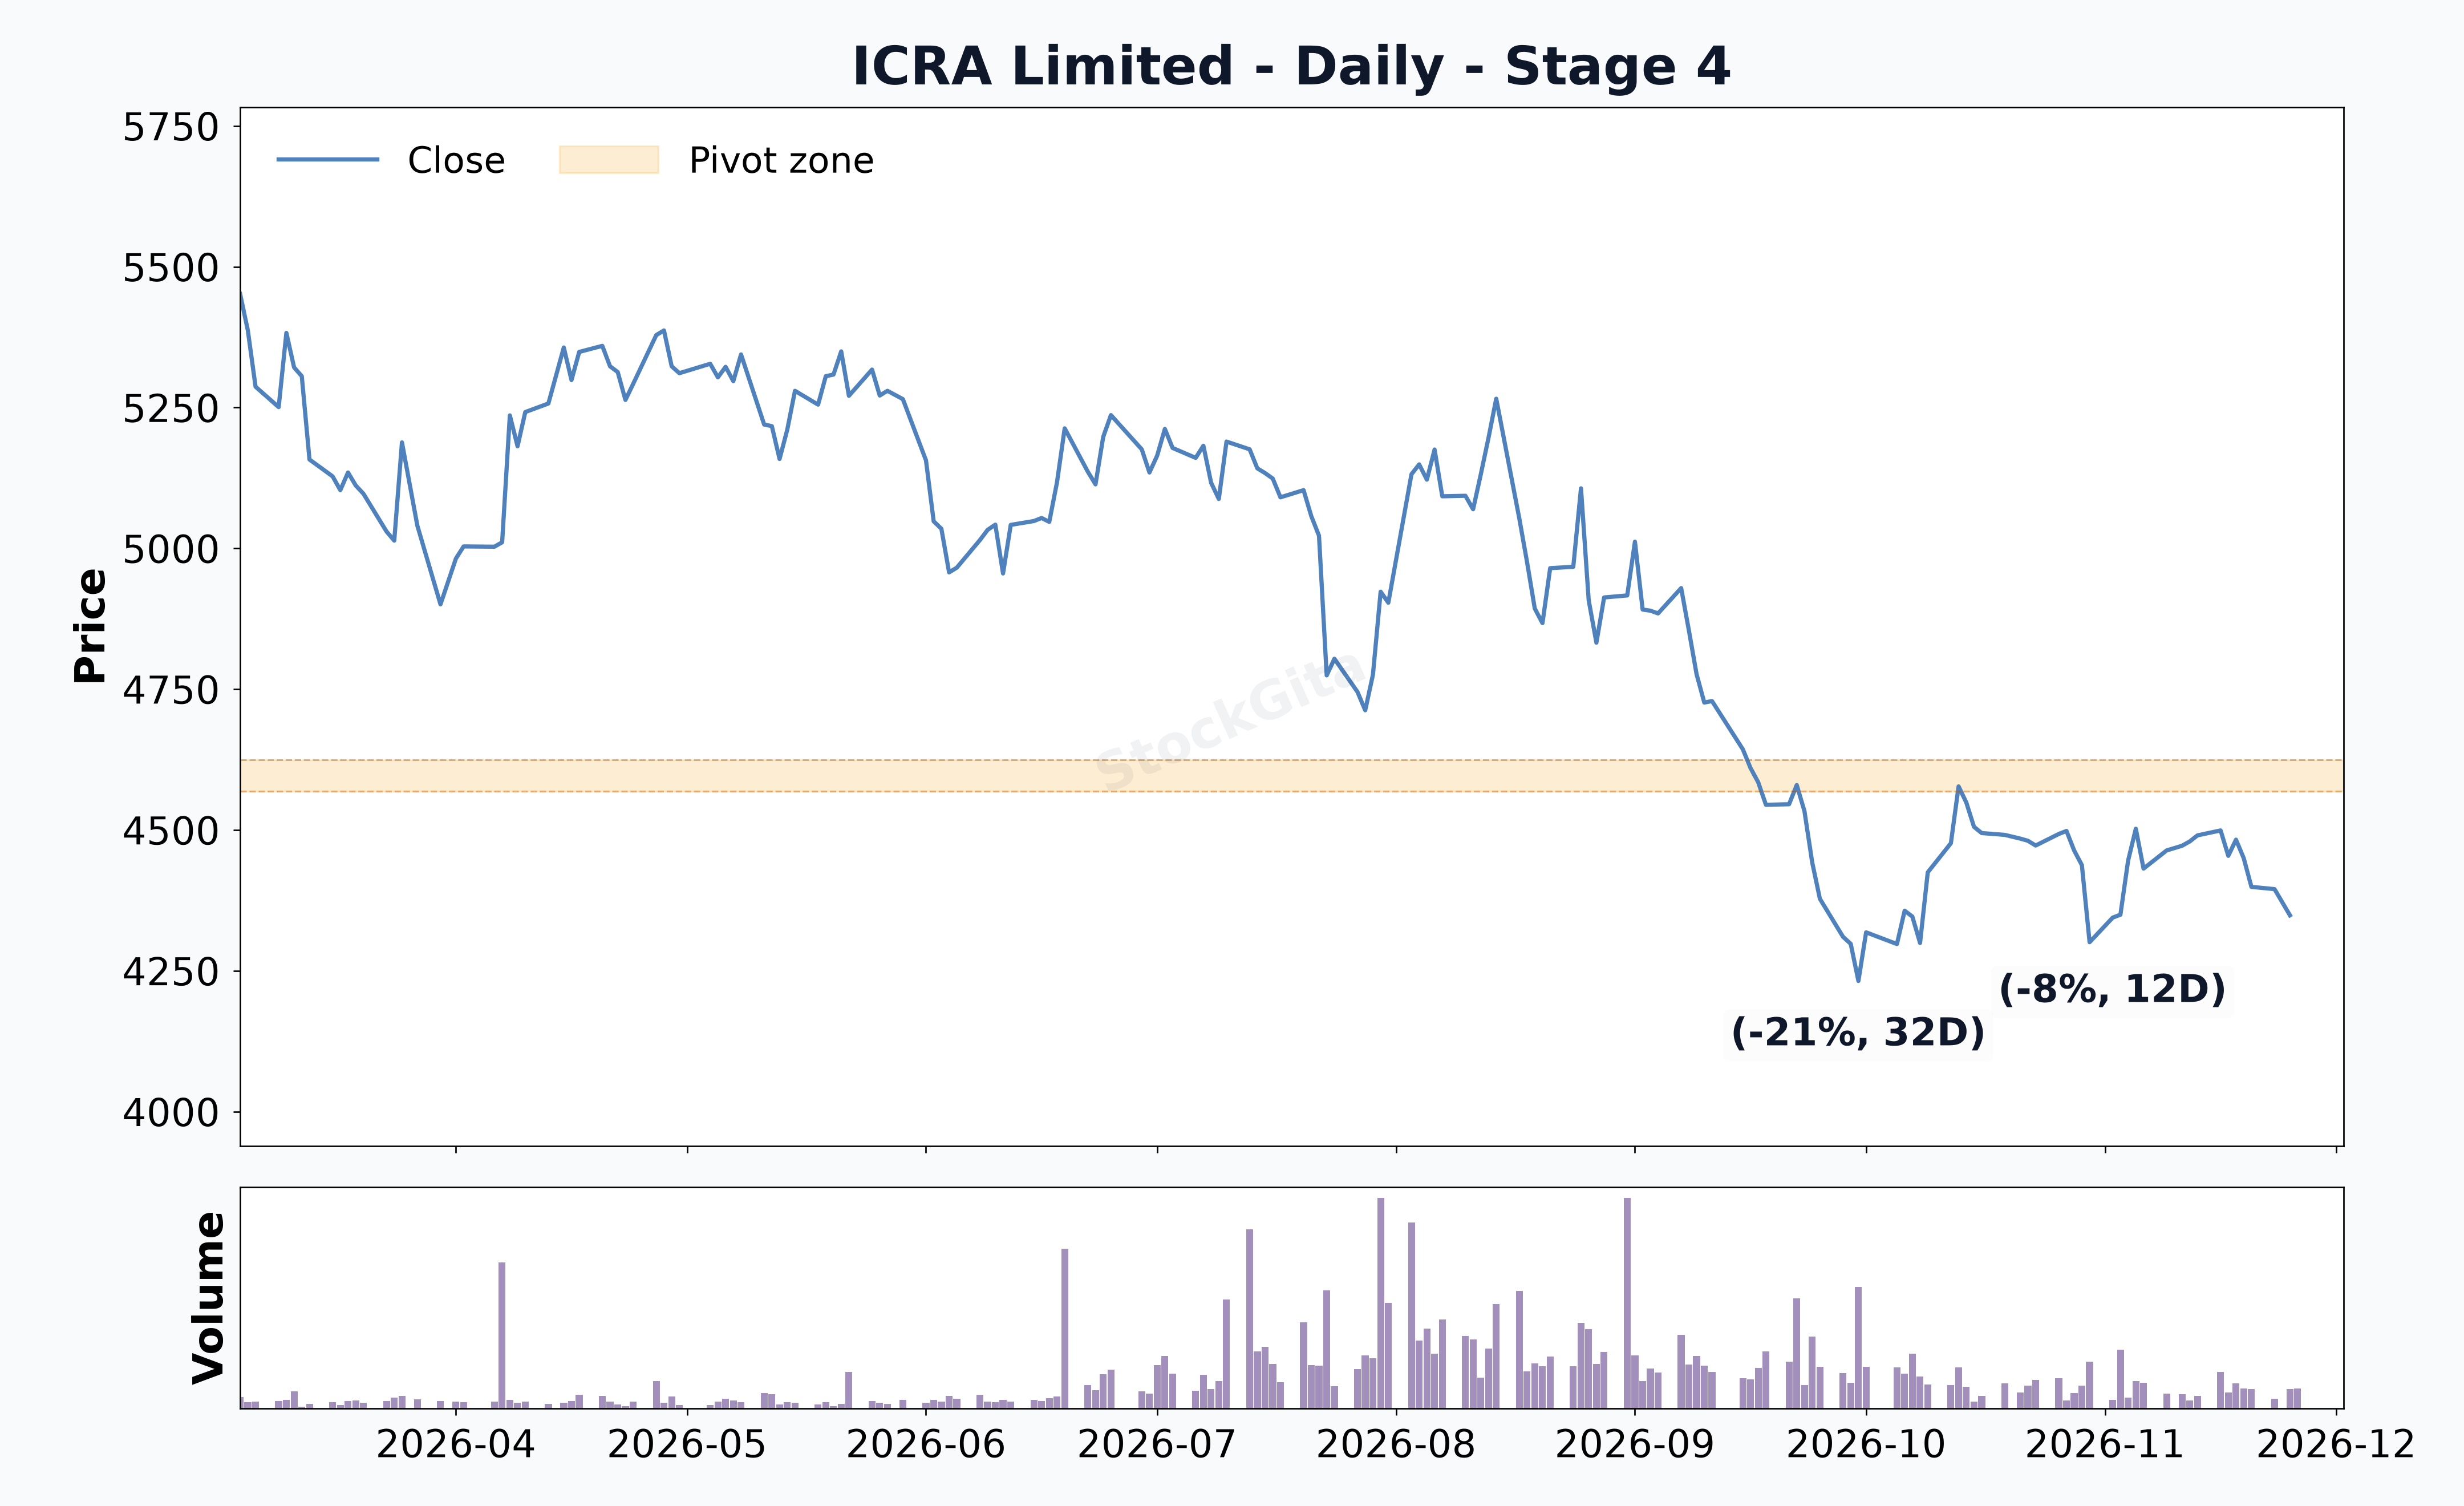 ICRA Limited - Daily - Stage 4
Close
Pivot zone
Price
5750
5500
5250
5000
4750
4500
4250
4000
StockGita
(-8%, 12D)
(-21%, 32D)
Volume
2026-04 2026-05 2026-06 2026-07 2026-08 2026-09 2026-10 2026-11 2026-12